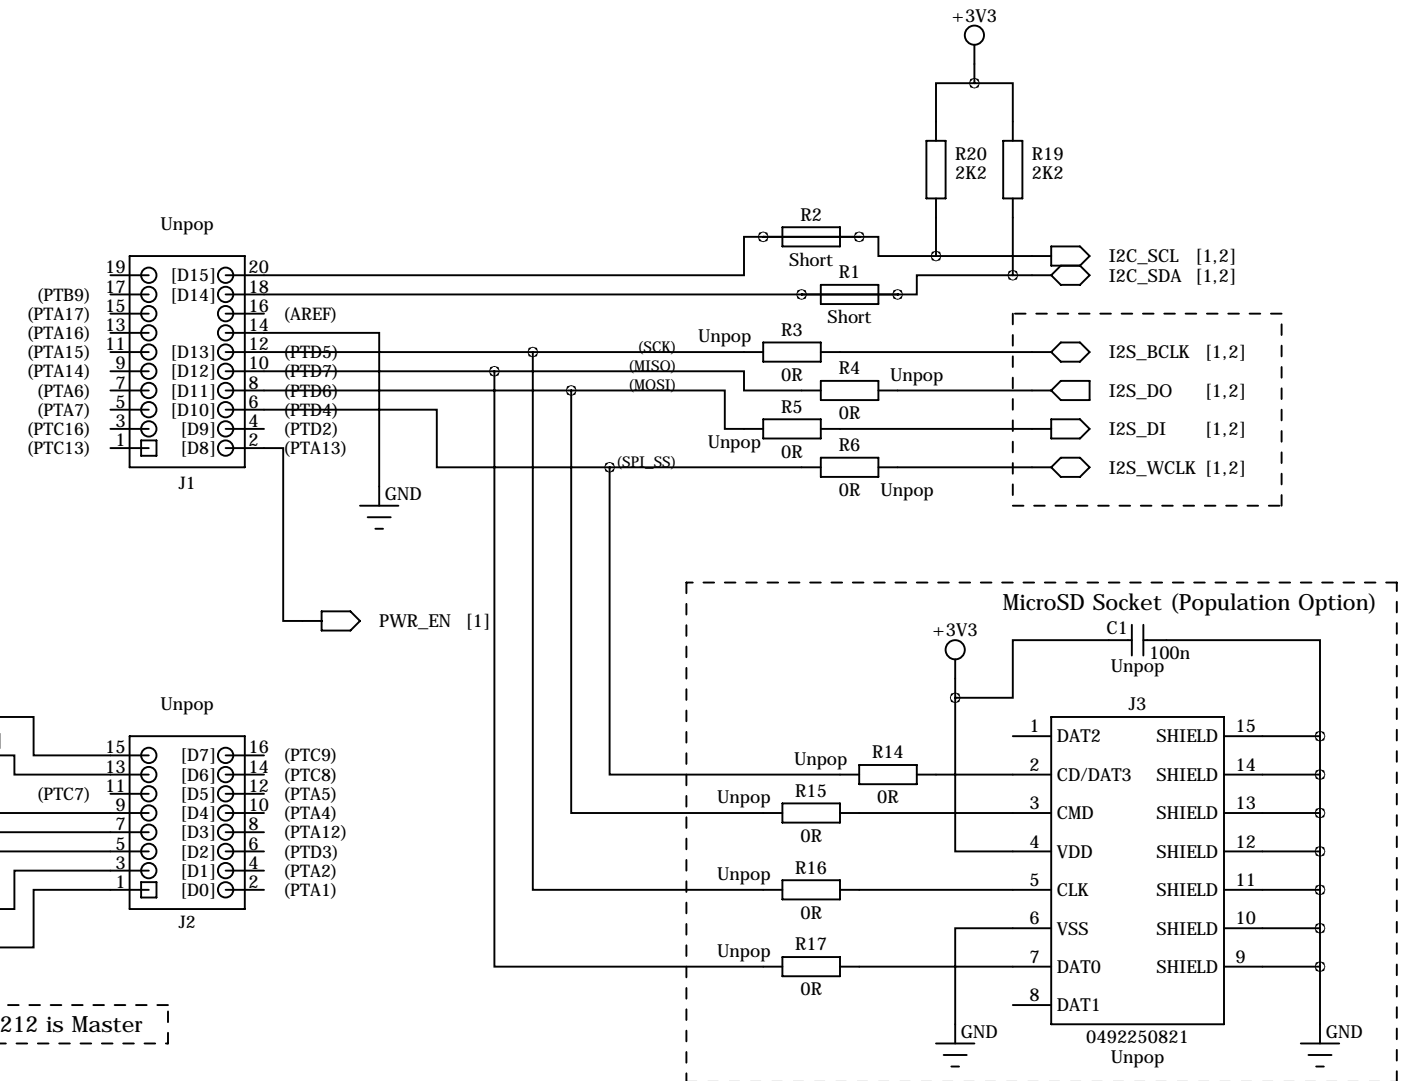 +3V3
R20
2K2
R19
2K2
R2
Short
R1
Short
I2C_SCL [1,2]
I2C_SDA [1,2]
Unpop
19 [D15] 20
(PTB9) 17 [D14] 18
(PTA17) 15 16 (AREF)
(PTA16) 13 14
(PTA15) 11 [D13] 12 (PTD5)
(PTA14) 9 [D12] 10 (PTD7)
(PTA6) 7 [D11] 8 (PTD6)
(PTA7) 5 [D10] 6 (PTD4)
(PTC16) 3 [D9] 4 (PTD2)
(PTC13) 1 [D8] 2 (PTA13)
J1
GND
(SCK)
(MISO)
(MOSI)
(SPI_SS)
Unpop R3
0R
R4 Unpop
0R
R5
Unpop
0R
R6
0R Unpop
I2S_BCLK [1,2]
I2S_DO [1,2]
I2S_DI [1,2]
I2S_WCLK [1,2]
PWR_EN [1]
Unpop
15 [D7] 16 (PTC9)
13 [D6] 14 (PTC8)
(PTC7) 11 [D5] 12 (PTA5)
9 [D4] 10 (PTA4)
7 [D3] 8 (PTA12)
5 [D2] 6 (PTD3)
3 [D1] 4 (PTA2)
1 [D0] 2 (PTA1)
J2
212 is Master
MicroSD Socket (Population Option)
+3V3
C1
100n
Unpop
J3
Unpop R14
0R
Unpop R15
0R
Unpop R16
0R
Unpop R17
0R
1 DAT2 SHIELD 15
2 CD/DAT3 SHIELD 14
3 CMD SHIELD 13
4 VDD SHIELD 12
5 CLK SHIELD 11
6 VSS SHIELD 10
7 DAT0 SHIELD 9
8 DAT1
GND
0492250821
Unpop
GND